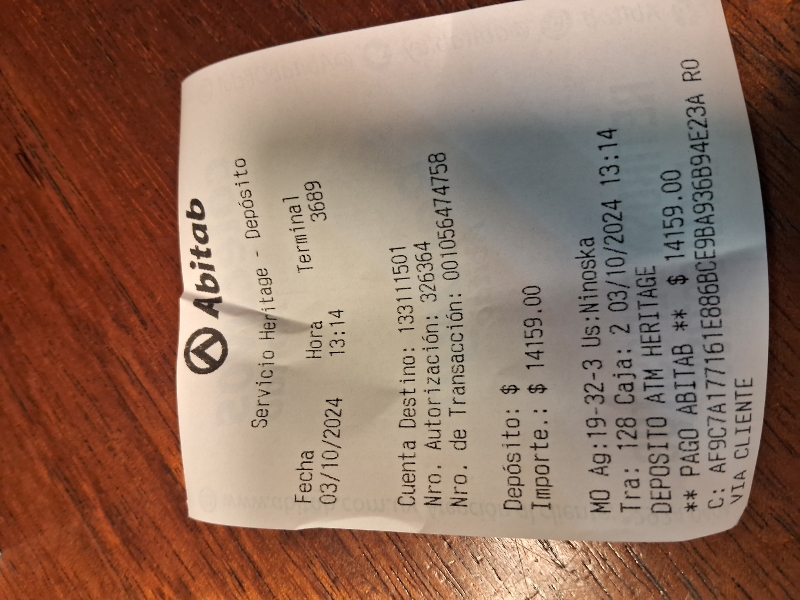 Abitab
Servicio Heritage - Depósito
Fecha Hora Terminal
03/10/2024 13:14 3689
Cuenta Destino: 133111501
Nro. Autorización: 326364
Nro. de Transacción: 001056474758
Depósito: $
Importe.: $ 14159.00
MO Ag:19-32-3 Us:Ninoska
Tra: 128 Caja: 2 03/10/2024 13:14
DEPOSITO ATM HERITAGE
** PAGO ABITAB ** $ 14159.00
C: AF9C7A177161E886BCE9BA936B94E23A RO
VIA CLIENTE